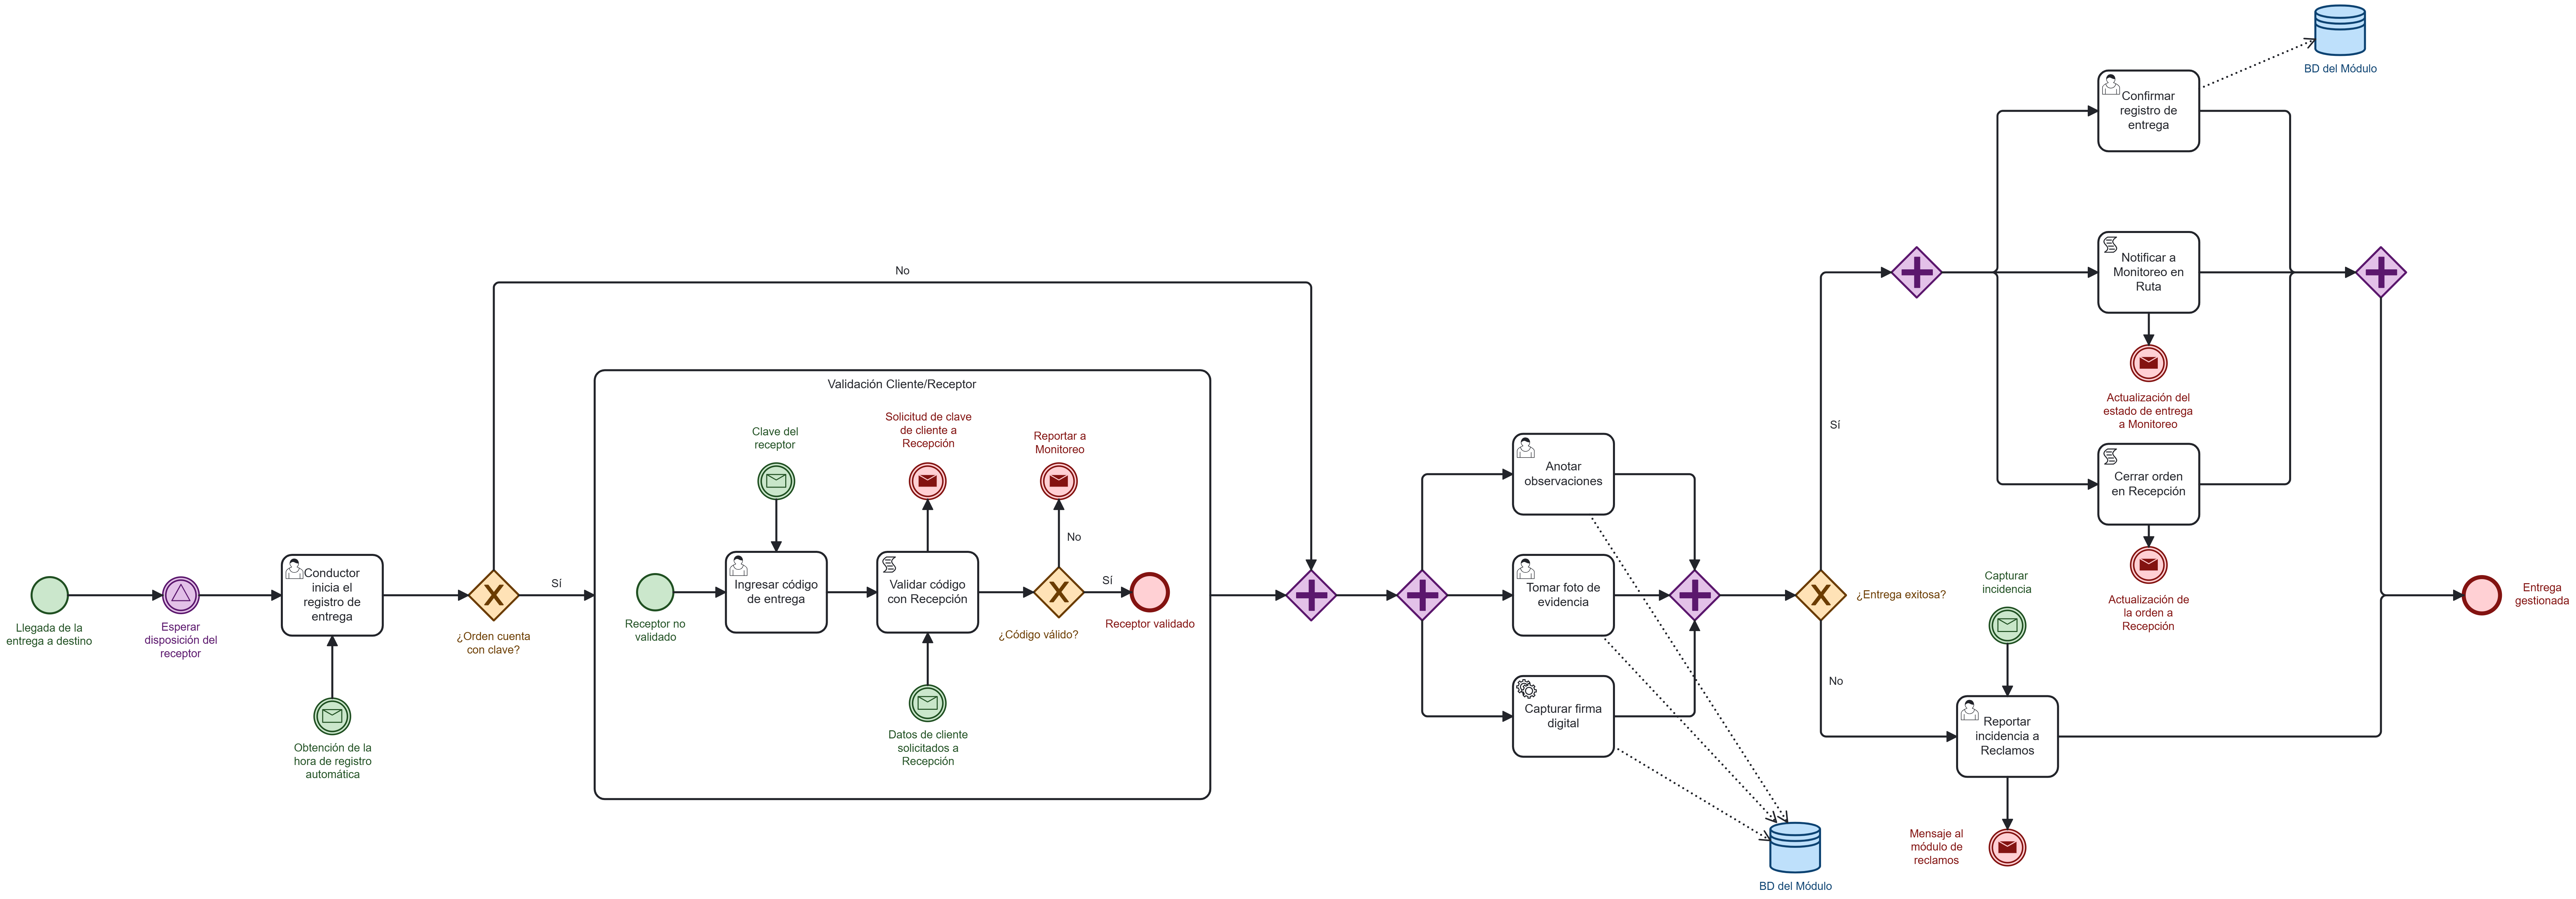 Llegada de la
entrega a destino
Esperar
disposición del
receptor
Conductor
inicia el
registro de
entrega
Obtención de la
hora de registro
automática
¿Orden cuenta
con clave?
No
Sí
Validación Cliente/Receptor
Receptor no
validado
Clave del
receptor
Ingresar código
de entrega
Solicitud de clave
de cliente a
Recepción
Validar código
con Recepción
Datos de cliente
solicitados a
Recepción
Reportar a
Monitoreo
No
¿Código válido?
Sí
Receptor validado
Anotar
observaciones
Tomar foto de
evidencia
Capturar firma
digital
BD del Módulo
¿Entrega exitosa?
Sí
No
Confirmar
registro de
entrega
BD del Módulo
Notificar a
Monitoreo en
Ruta
Actualización del
estado de entrega
a Monitoreo
Cerrar orden
en Recepción
Actualización de
la orden a
Recepción
Capturar
incidencia
Reportar
incidencia a
Reclamos
Mensaje al
módulo de
reclamos
Entrega
gestionada